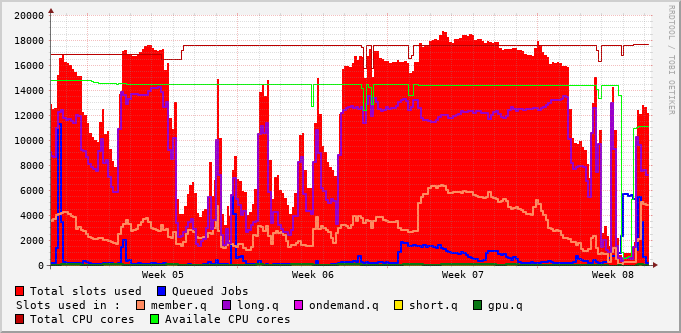 20000
18000
16000
14000
12000
10000
8000
6000
4000
2000
0
Week 05 Week 06 Week 07 Week 08
RRDTOOL / TOBI OETIKER
Total slots used Queued Jobs
Slots used in : member.q long.q ondemand.q short.q gpu.q
Total CPU cores Availale CPU cores